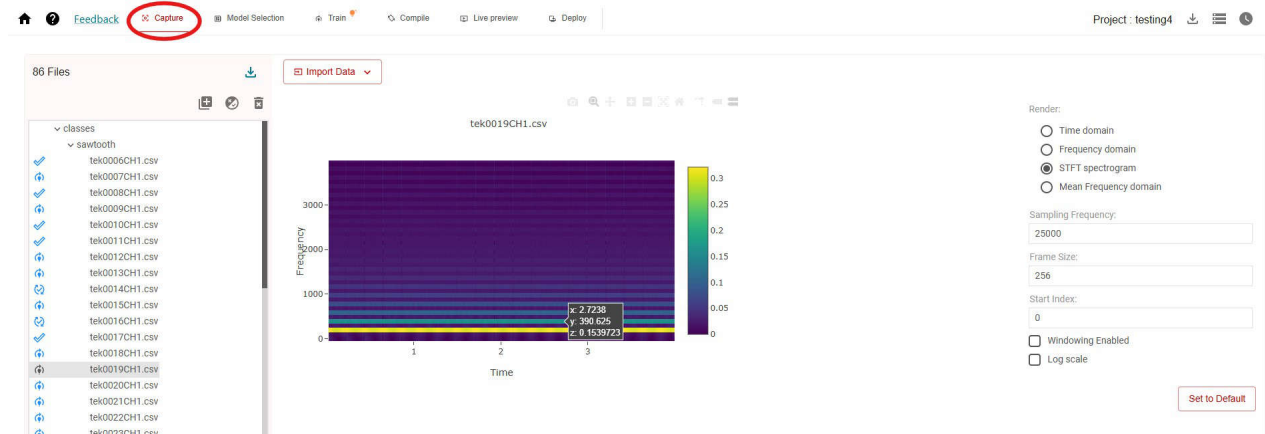 Feedback Capture Model Selection Train Compile Live preview Deploy Project : testing4
86 Files
Import Data
classes
sawtooth
tek0006CH1.csv
tek0007CH1.csv
tek0008CH1.csv
tek0009CH1.csv
tek0010CH1.csv
tek0011CH1.csv
tek0012CH1.csv
tek0013CH1.csv
tek0014CH1.csv
tek0015CH1.csv
tek0016CH1.csv
tek0017CH1.csv
tek0018CH1.csv
tek0019CH1.csv
tek0020CH1.csv
tek0021CH1.csv
tek0022CH1.csv
tek0023CH1.csv
tek0019CH1.csv
Frequency
3000
2000
1000
0
1 2 3
Time
x: 2.7238
y: 390.625
z: 0.1539723
0.3
0.25
0.2
0.15
0.1
0.05
0
Render:
Time domain
Frequency domain
STFT spectrogram
Mean Frequency domain
Sampling Frequency:
25000
Frame Size:
256
Start Index:
0
Windowing Enabled
Log scale
Set to Default